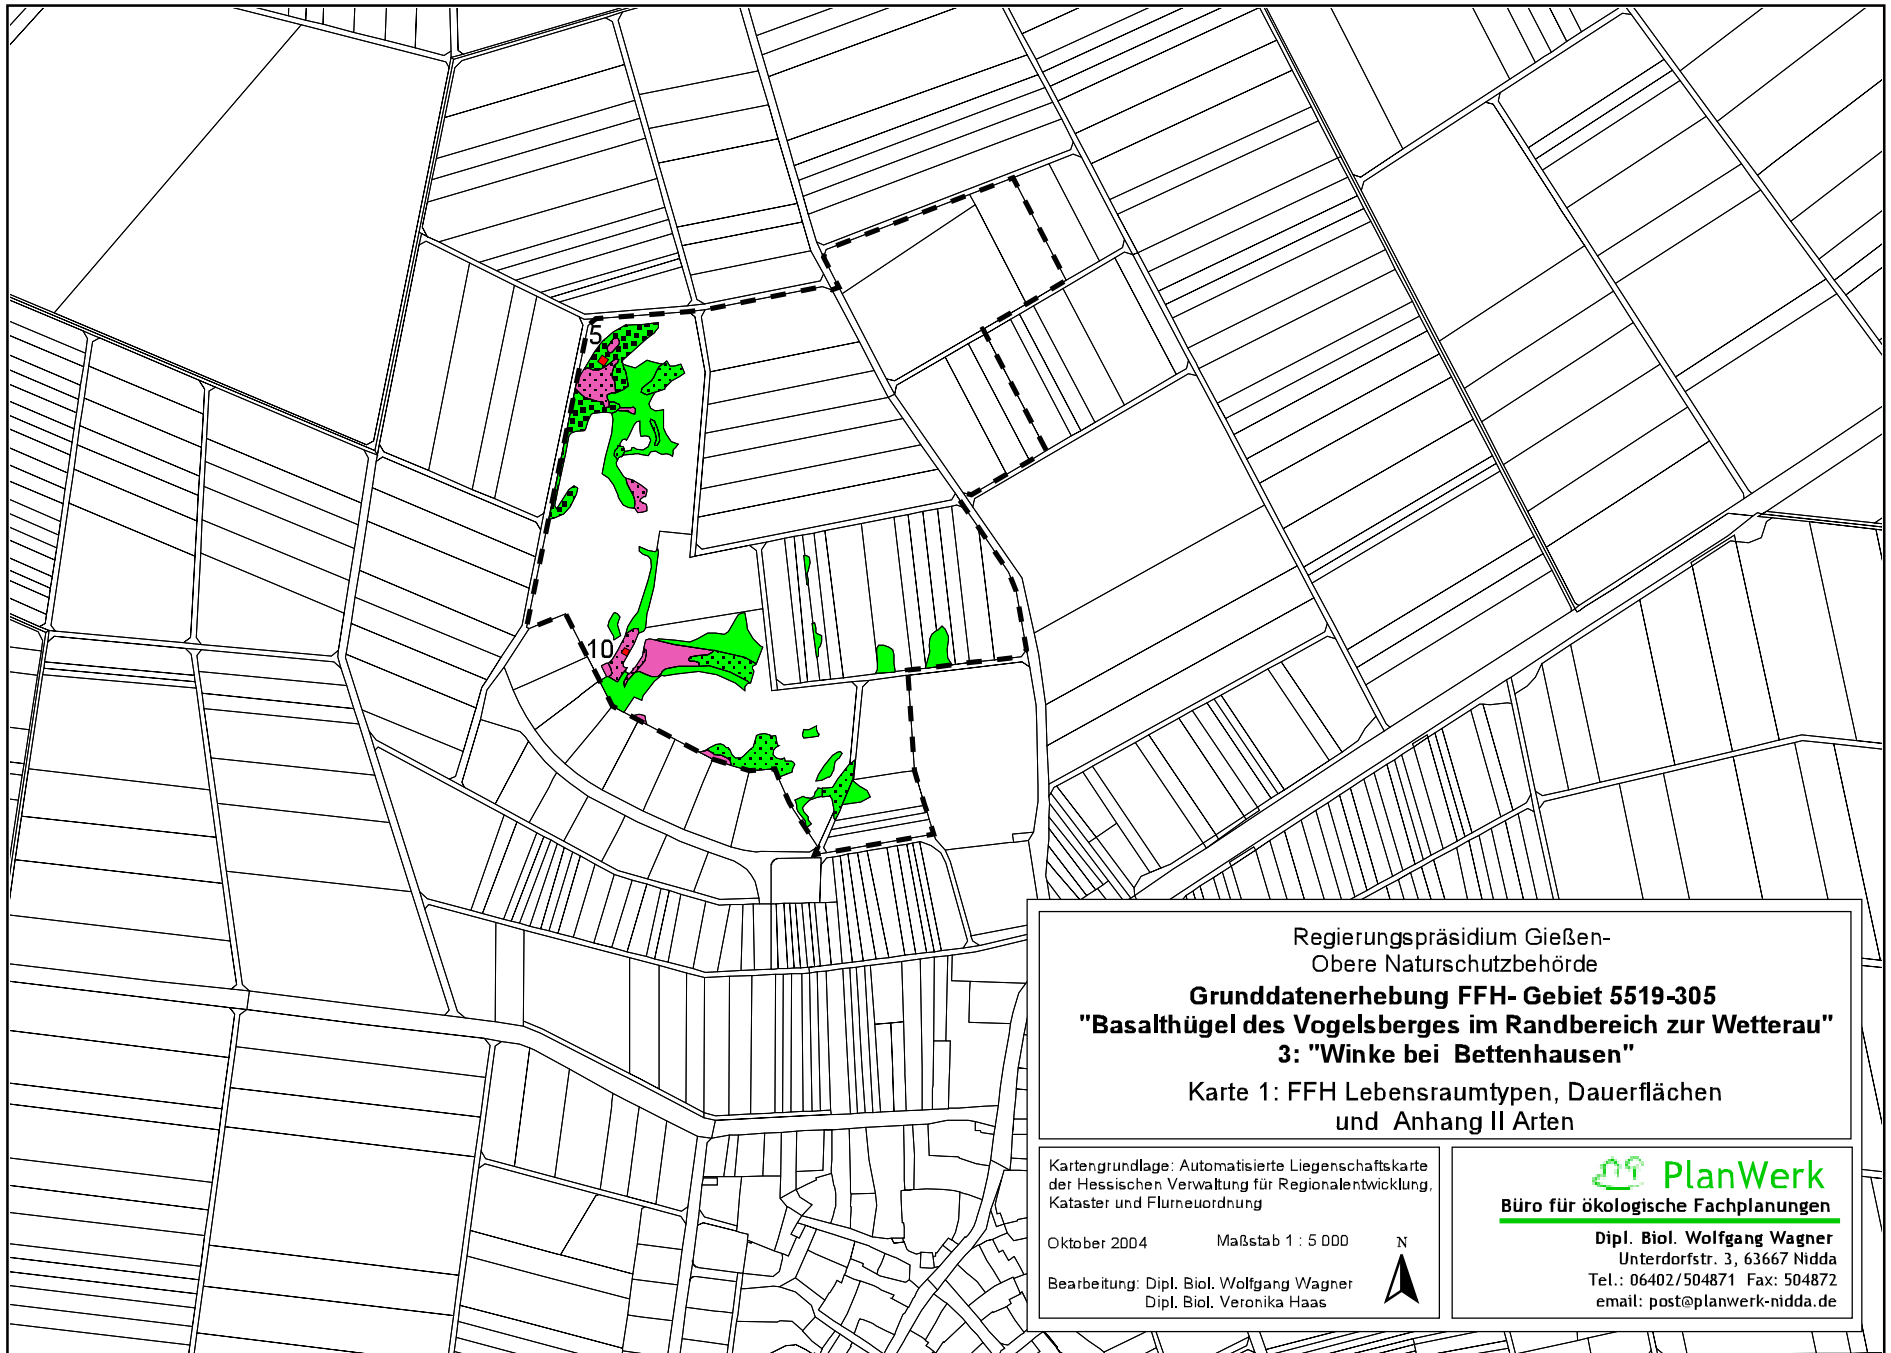 5
10
Regierungspräsidium Gießen-
Obere Naturschutzbehörde
Grunddatenerhebung FFH- Gebiet 5519-305
"Basalthügel des Vogelsberges im Randbereich zur Wetterau"
3: "Winke bei Bettenhausen"
Karte 1: FFH Lebensraumtypen, Dauerflächen
und Anhang II Arten
Kartengrundlage: Automatisierte Liegenschaftskarte
der Hessischen Verwaltung für Regionalentwicklung,
Kataster und Flurneuordnung
Oktober 2004 Maßstab 1 : 5 000
N
Bearbeitung: Dipl. Biol. Wolfgang Wagner
Dipl. Biol. Veronika Haas
PlanWerk
Büro für ökologische Fachplanungen
Dipl. Biol. Wolfgang Wagner
Unterdorfstr. 3, 63667 Nidda
Tel.: 06402/504871 Fax: 504872
email: post@planwerk-nidda.de